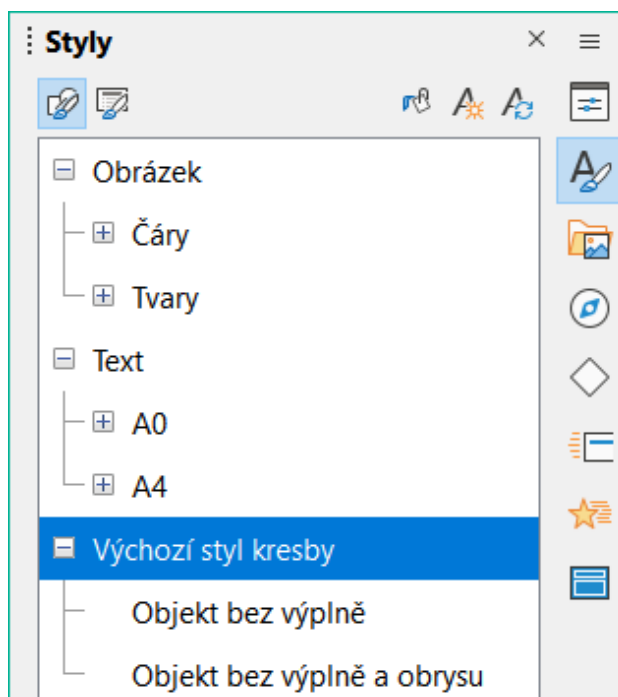 Styly
Obrázek
Čáry
Tvary
Text
A0
A4
Výchozí styl kresby
Objekt bez výplně
Objekt bez výplně a obrysu